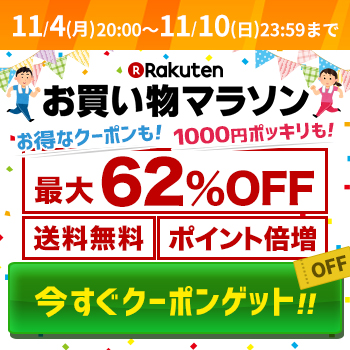 11/4(月)20:00～11/10(日)23:59まで
R Rakuten
お買い物マラソン
お得なクーポンも! 1000円ポッキリも!
最大62%OFF
送料無料 ポイント倍増
OFF
今すぐクーポンゲット!!